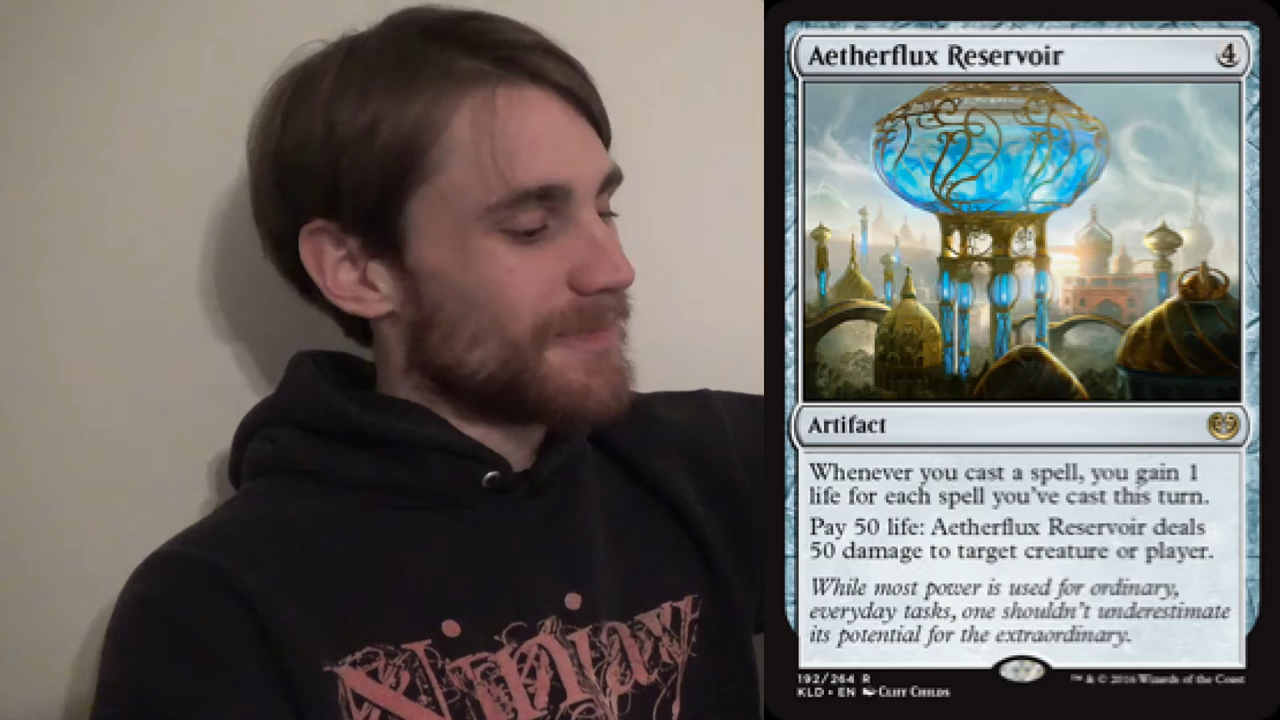 Aetherflux Reservoir 4
Artifact
Whenever you cast a spell, you gain 1
life for each spell you've cast this turn.
Pay 50 life: Aetherflux Reservoir deals
50 damage to target creature or player.
While most power is used for ordinary,
everyday tasks, one shouldn't underestimate
its potential for the extraordinary.
192/264 R
KLD • EN Cliff Childs
™ & © 2016 Wizards of the Coast